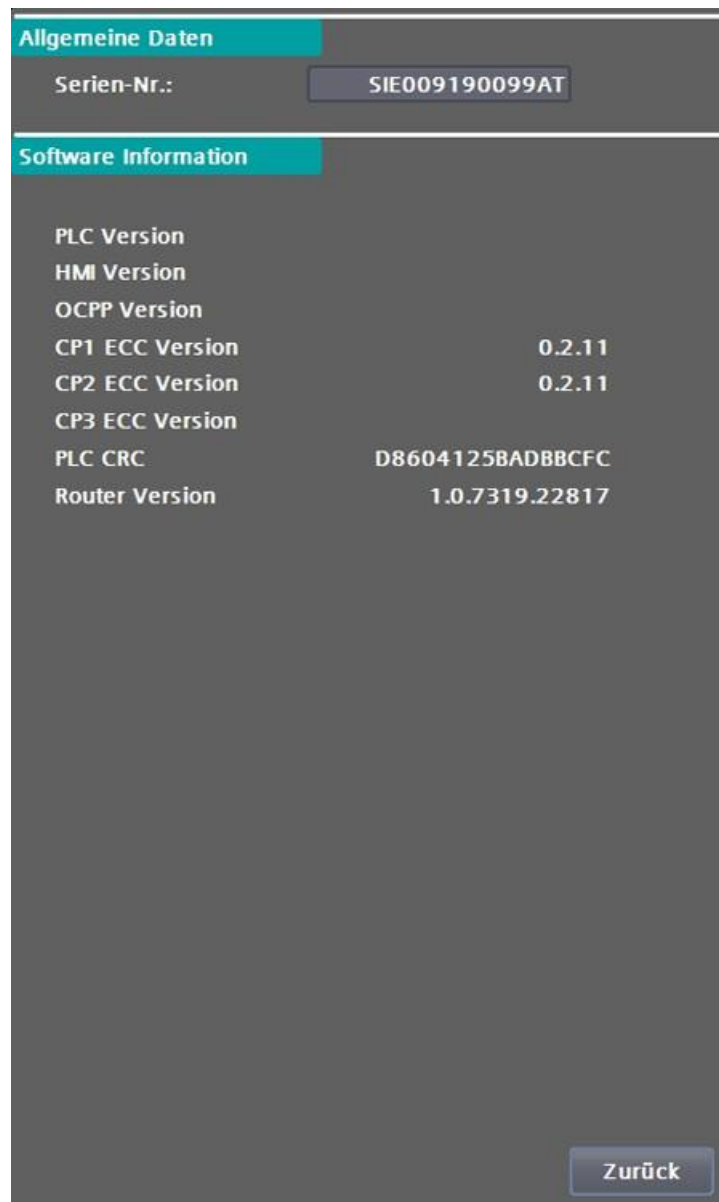 Allgemeine Daten
Serien-Nr.: SIE009190099AT
Software Information
PLC Version
HMI Version
OCPP Version
CP1 ECC Version 0.2.11
CP2 ECC Version 0.2.11
CP3 ECC Version
PLC CRC D8604125BADBBCFC
Router Version 1.0.7319.22817
Zurück